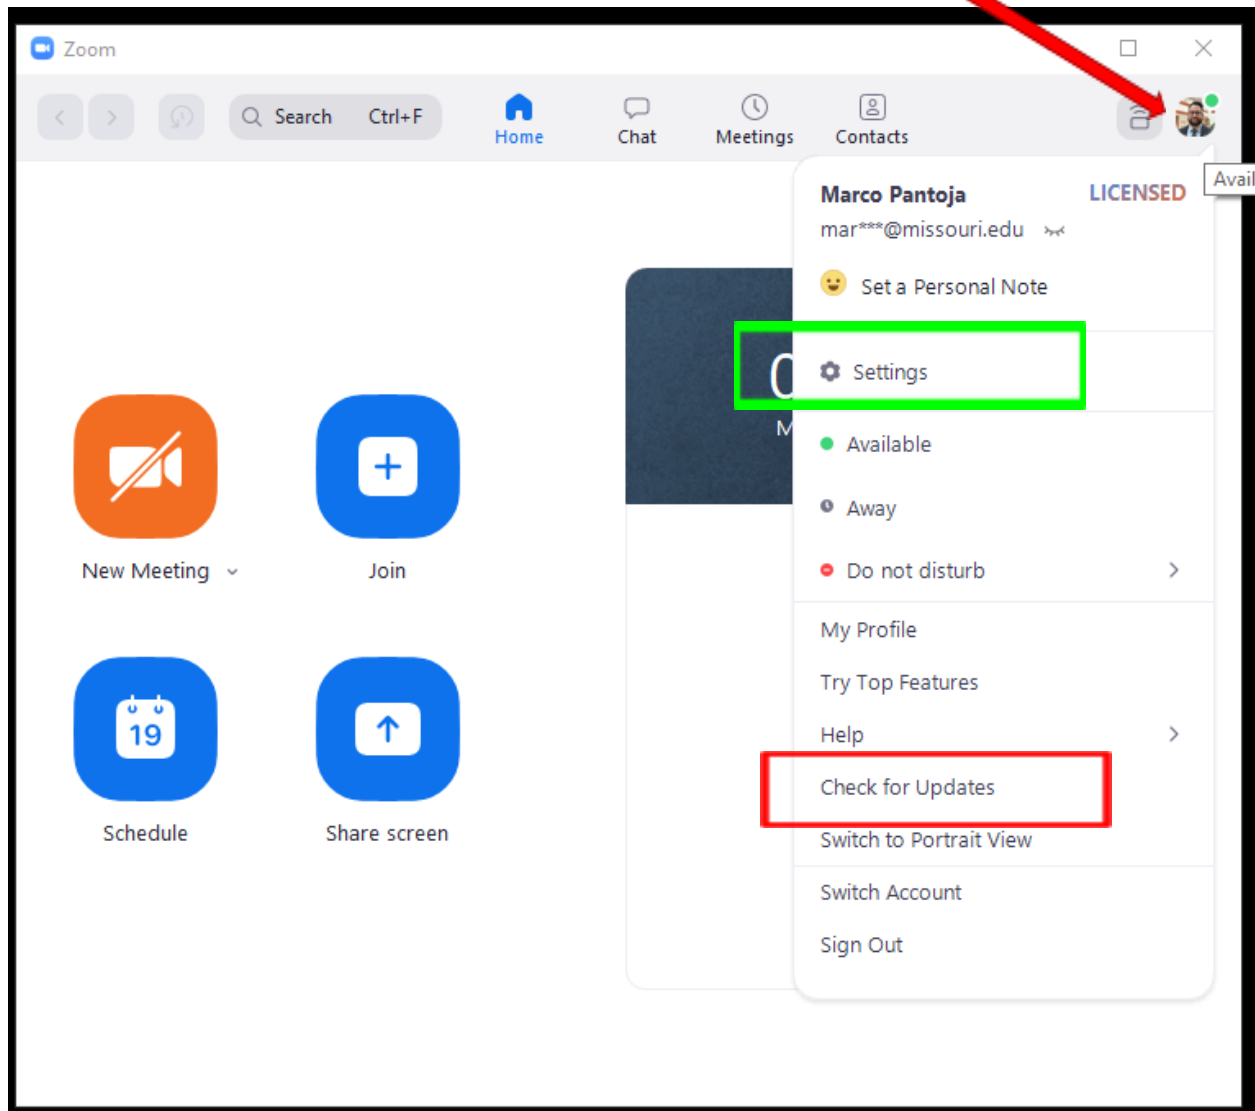 Zoom
Search Ctrl+F
Home
Chat
Meetings
Contacts
Avail
Marco Pantoja LICENSED
mar***@missouri.edu
Set a Personal Note
0
Settings
M
Available
Away
Do not disturb
New Meeting
Join
My Profile
Try Top Features
Help
19
Check for Updates
Schedule
Share screen
Switch to Portrait View
Switch Account
Sign Out